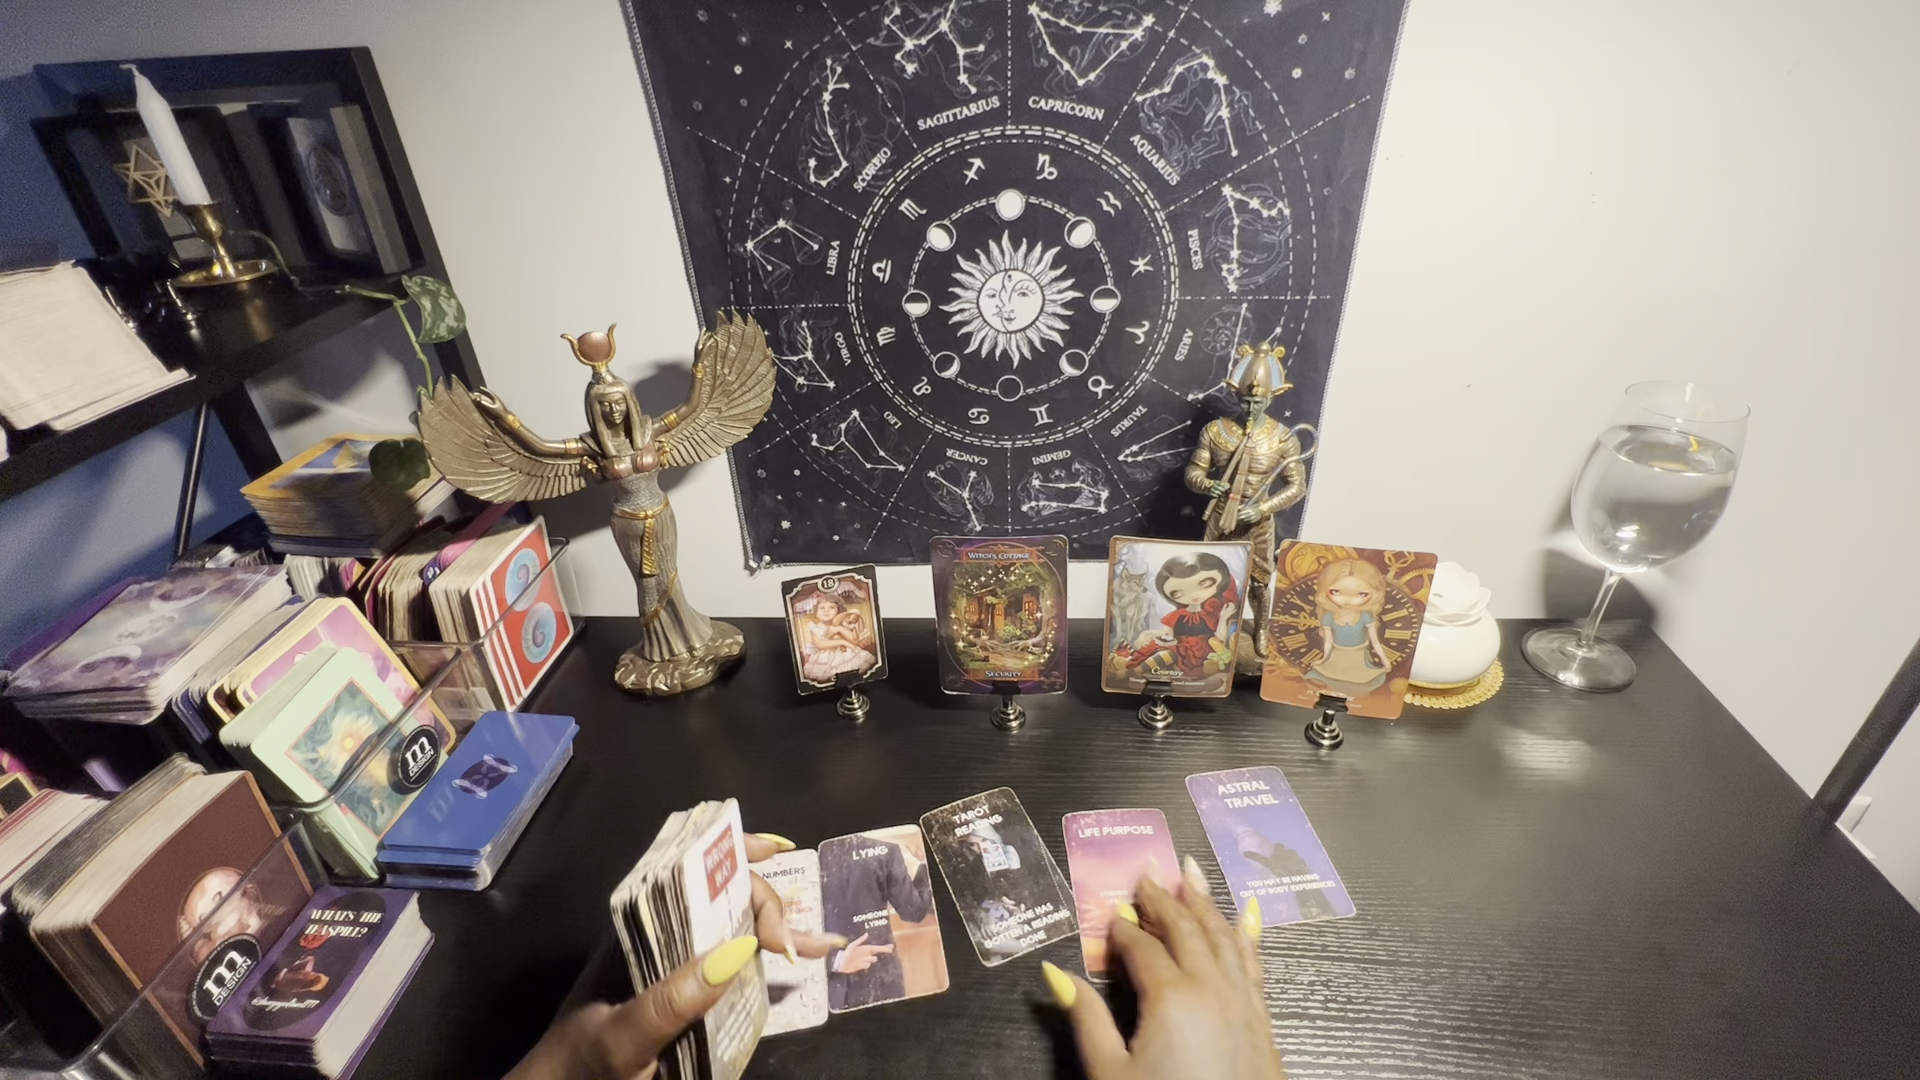 SAGITTARIUS
CAPRICORN
SCORPIO
AQUARIUS
LIBRA
PISCES
VIRGO
ARIES
LEO
TAURUS
CANCER
GEMINI
18
WITCH'S COTTAGE
SECURITY
m
DESIGN
m
DESIGN
WHAT'S THE
WRONG
WAY
NUMBERS
LYING
SOMEONE
LYING
TAROT
READING
SOMEONE HAS
GOTTEN A READING
DONE
LIFE PURPOSE
ASTRAL
TRAVEL
YOU MAY BE HAVING
OUT OF BODY EXPERIENCES